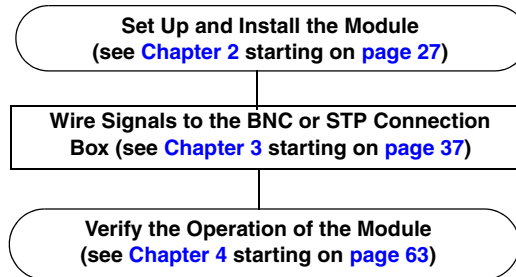 Set Up and Install the Module
(see Chapter 2 starting on page 27)
Wire Signals to the BNC or STP Connection
Box (see Chapter 3 starting on page 37)
Verify the Operation of the Module
(see Chapter 4 starting on page 63)